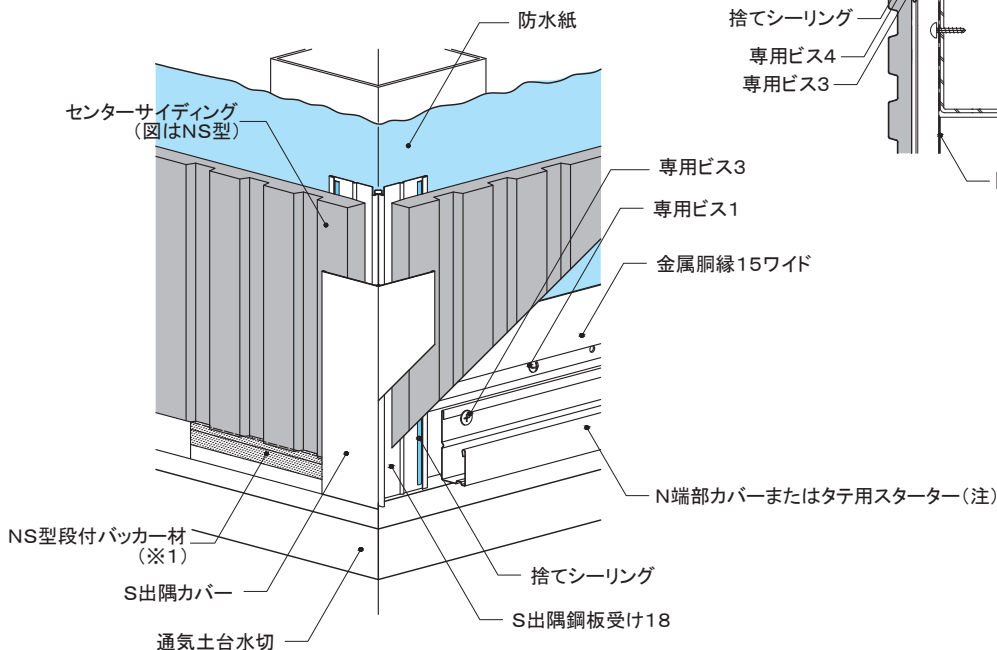 防水紙
センターサイディング
(図はNS型)
専用ビス3
専用ビス1
金属胴縁15ワイド
N端部カバーまたはタテ用スターター(注)
NS型段付バッカー材
(※1)
S出隅カバー
通気土台水切
捨てシーリング
S出隅鋼板受け18
捨てシーリング
専用ビス4
専用ビス3